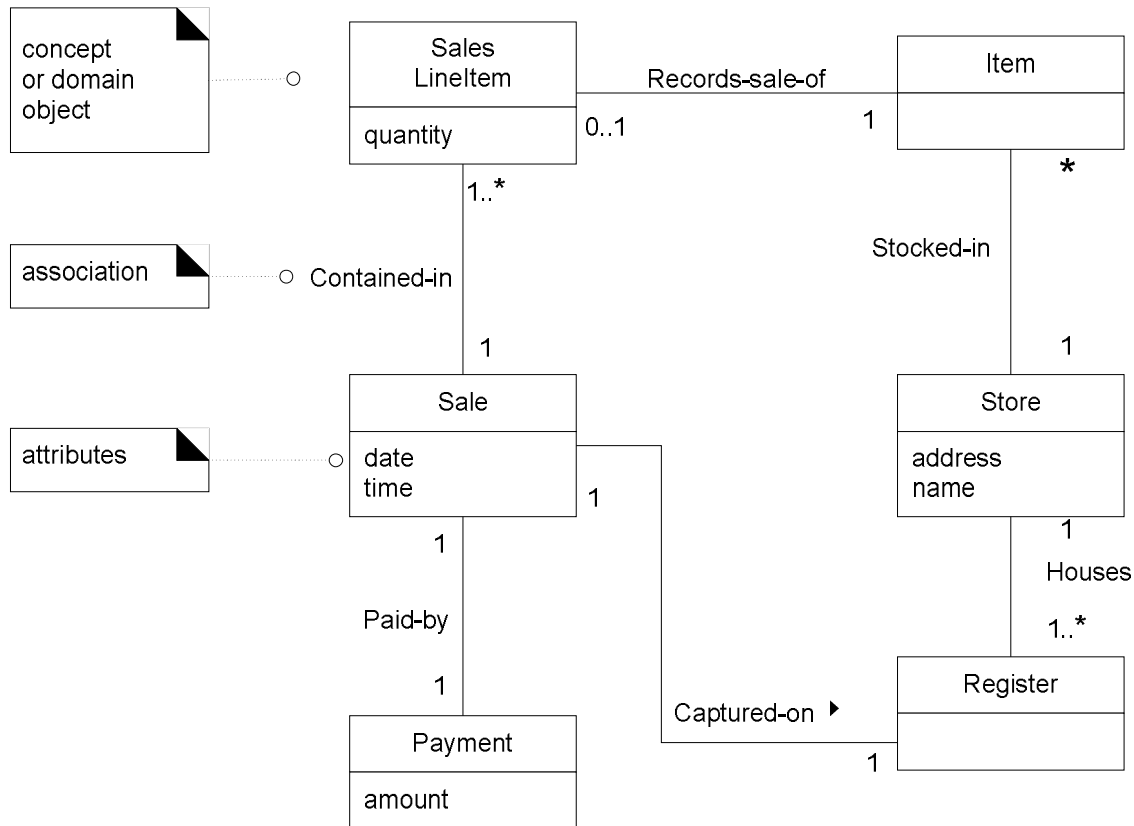 concept
or domain
object
Sales
LineItem
quantity
Records-sale-of
0..1
1
Item
*
1..*
Stocked-in
association
Contained-in
1
1
Sale
date
time
Store
address
name
attributes
1
1
1
Houses
Paid-by
1..*
1
Register
Captured-on
1
Payment
amount